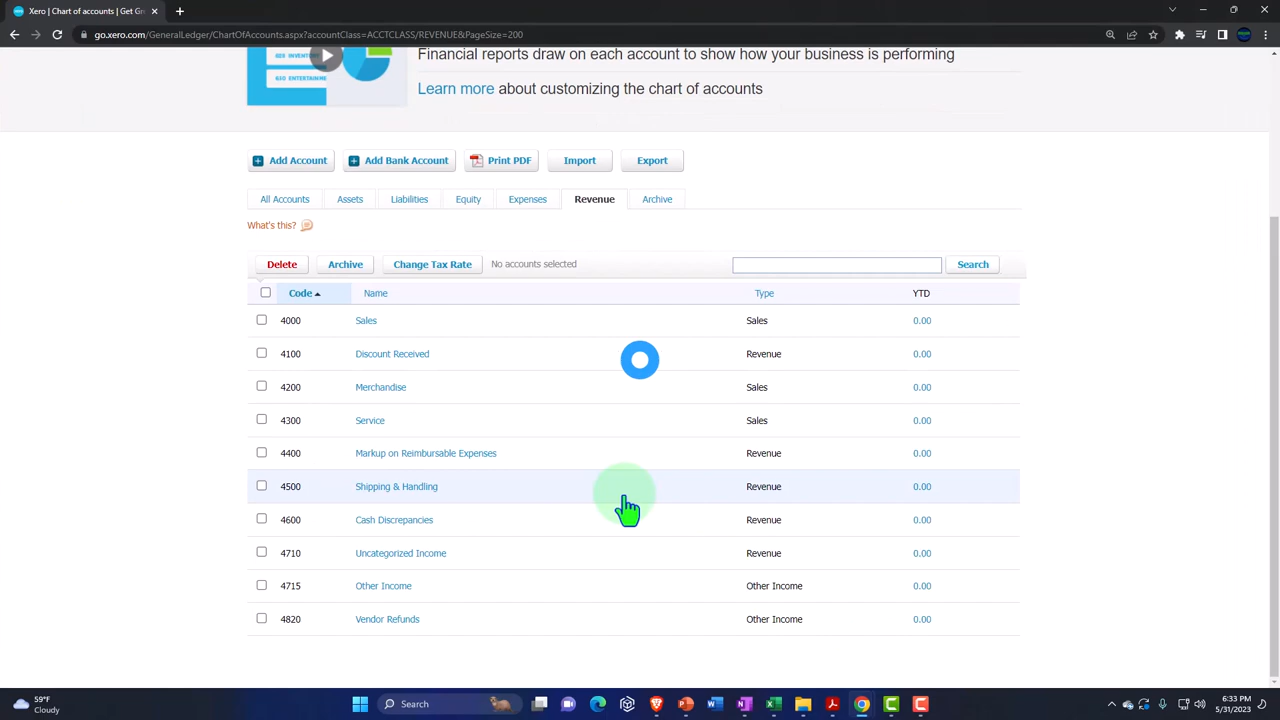 Xero | Chart of accounts | Test
go.xero.com/GeneralLedger/ChartOfAccounts.aspx?accountClass=ACCTCLASS/REVENUE&PageSize=200
Financial reports draw on each account to show how your business is performing
620 ENTERTAINMENT
Learn more about customizing the chart of accounts
Add Account
Add Bank Account
Print PDF
Import
Export
All Accounts
Assets
Liabilities
Equity
Expenses
Revenue
Archive
What's this?
Delete
Archive
Change Tax Rate
No accounts selected
Search
Code Name Type YTD
4000 Sales Sales 0.00
4100 Discount Received Revenue 0.00
4200 Merchandise Sales 0.00
4300 Service Sales 0.00
4400 Markup on Reimbursable Expenses Revenue 0.00
4500 Shipping & Handling Revenue 0.00
4600 Cash Discrepancies Revenue 0.00
4710 Uncategorized Income Revenue 0.00
4715 Other Income Other Income 0.00
4820 Vendor Refunds Other Income 0.00
59°F
Cloudy
Search
6:33 PM
5/31/2023